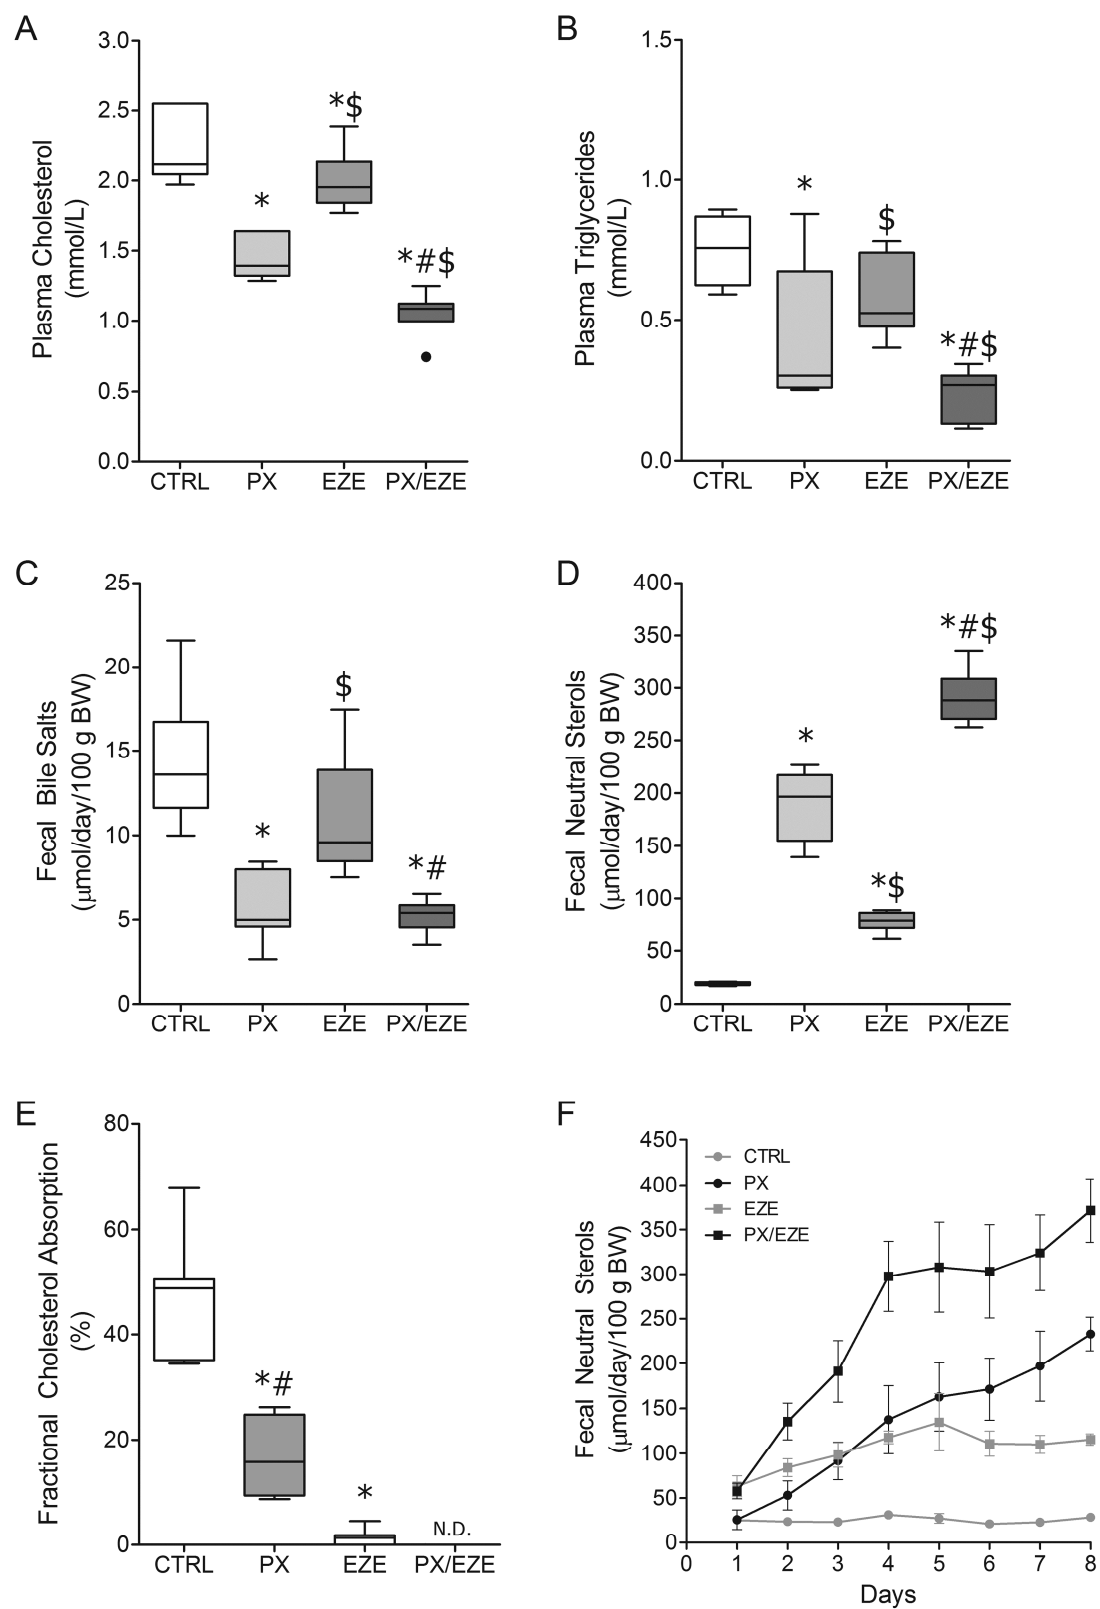 A
3.0
2.5
2.0
1.5
1.0
0.5
0.0
Plasma Cholesterol
(mmol/L)
*
*$
*#$
CTRL PX EZE PX/EZE
B
1.5
1.0
0.5
0.0
Plasma Triglycerides
(mmol/L)
*
$
*#$
CTRL PX EZE PX/EZE
C
25
20
15
10
5
0
Fecal Bile Salts
(μmol/day/100 g BW)
*
$
*#
CTRL PX EZE PX/EZE
D
400
350
300
250
200
150
100
50
0
Fecal Neutral Sterols
(μmol/day/100 g BW)
*
*$
*#$
CTRL PX EZE PX/EZE
E
80
60
40
20
0
Fractional Cholesterol Absorption
(%)
*#
*
N.D.
CTRL PX EZE PX/EZE
F
450
400
350
300
250
200
150
100
50
0
Fecal Neutral Sterols
(μmol/day/100 g BW)
CTRL
PX
EZE
PX/EZE
0 1 2 3 4 5 6 7 8
Days